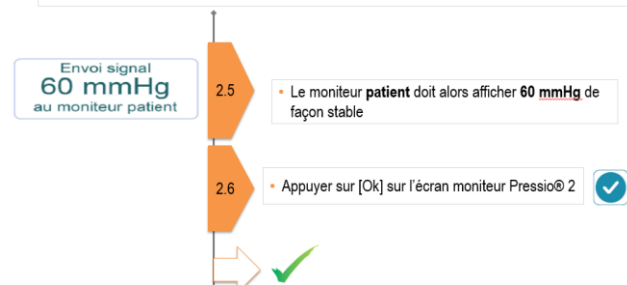 Envoi signal
60 mmHg
au moniteur patient
2.5
• Le moniteur patient doit alors afficher 60 mmHg de
façon stable
2.6
• Appuyer sur [Ok] sur l'écran moniteur Pressio® 2